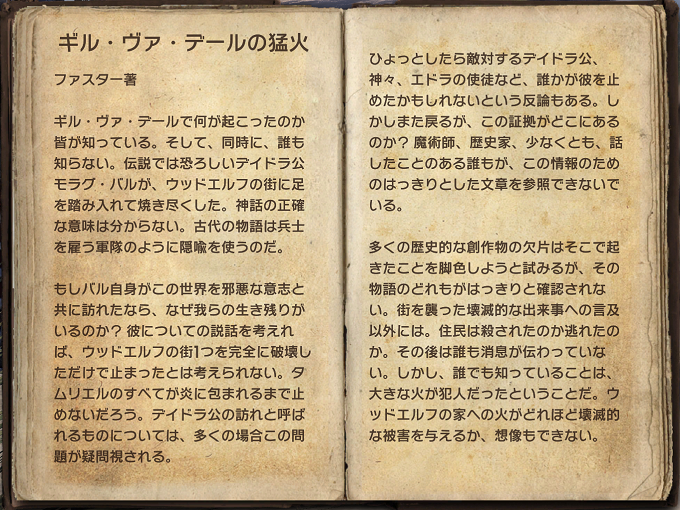 ギル・ヴァ・デールの猛火
ファスター著
ギル・ヴァ・デールで何が起こったのか
皆が知っている。そして、同時に、誰も
知らない。伝説では恐ろしいデイドラ公
モラグ・バルが、ウッドエルフの街に足
を踏み入れて焼き尽くした。神話の正確
な意味は分からない。古代の物語は兵士
を雇う軍隊のように隠喩を使うのだ。
もしバル自身がこの世界を邪悪な意志と
共に訪れたなら、なぜ我らの生き残りが
いるのか? 彼についての説話を考えれ
ば、ウッドエルフの街1つを完全に破壊し
ただけで止まったとは考えられない。タ
ムリエルのすべてが炎に包まれるまで止
めないだろう。デイドラ公の訪れと呼ば
れるものについては、多くの場合この問
題が疑問視される。
ひょっとしたら敵対するデイドラ公、
神々、エドラの使徒など、誰かが彼を止
めたかもしれないという反論もある。し
かしまた戻るが、この証拠がどこにある
のか? 魔術師、歴史家、少なくとも、話
したことのある誰もが、この情報のため
のはっきりとした文章を参照できないで
いる。
多くの歴史的な創作物の欠片はそこで起
きたことを脚色しようと試みるが、その
物語のどれもがはっきりと確認されな
い。街を襲った壊滅的な出来事への言及
以外には。住民は殺されたのか逃れたの
か。その後は誰も消息が伝わっていな
い。しかし、誰でも知っていることは、
大きな火が犯人だったということだ。ウ
ッドエルフの家への火がどれほど壊滅的
な被害を与えるか、想像もできない。